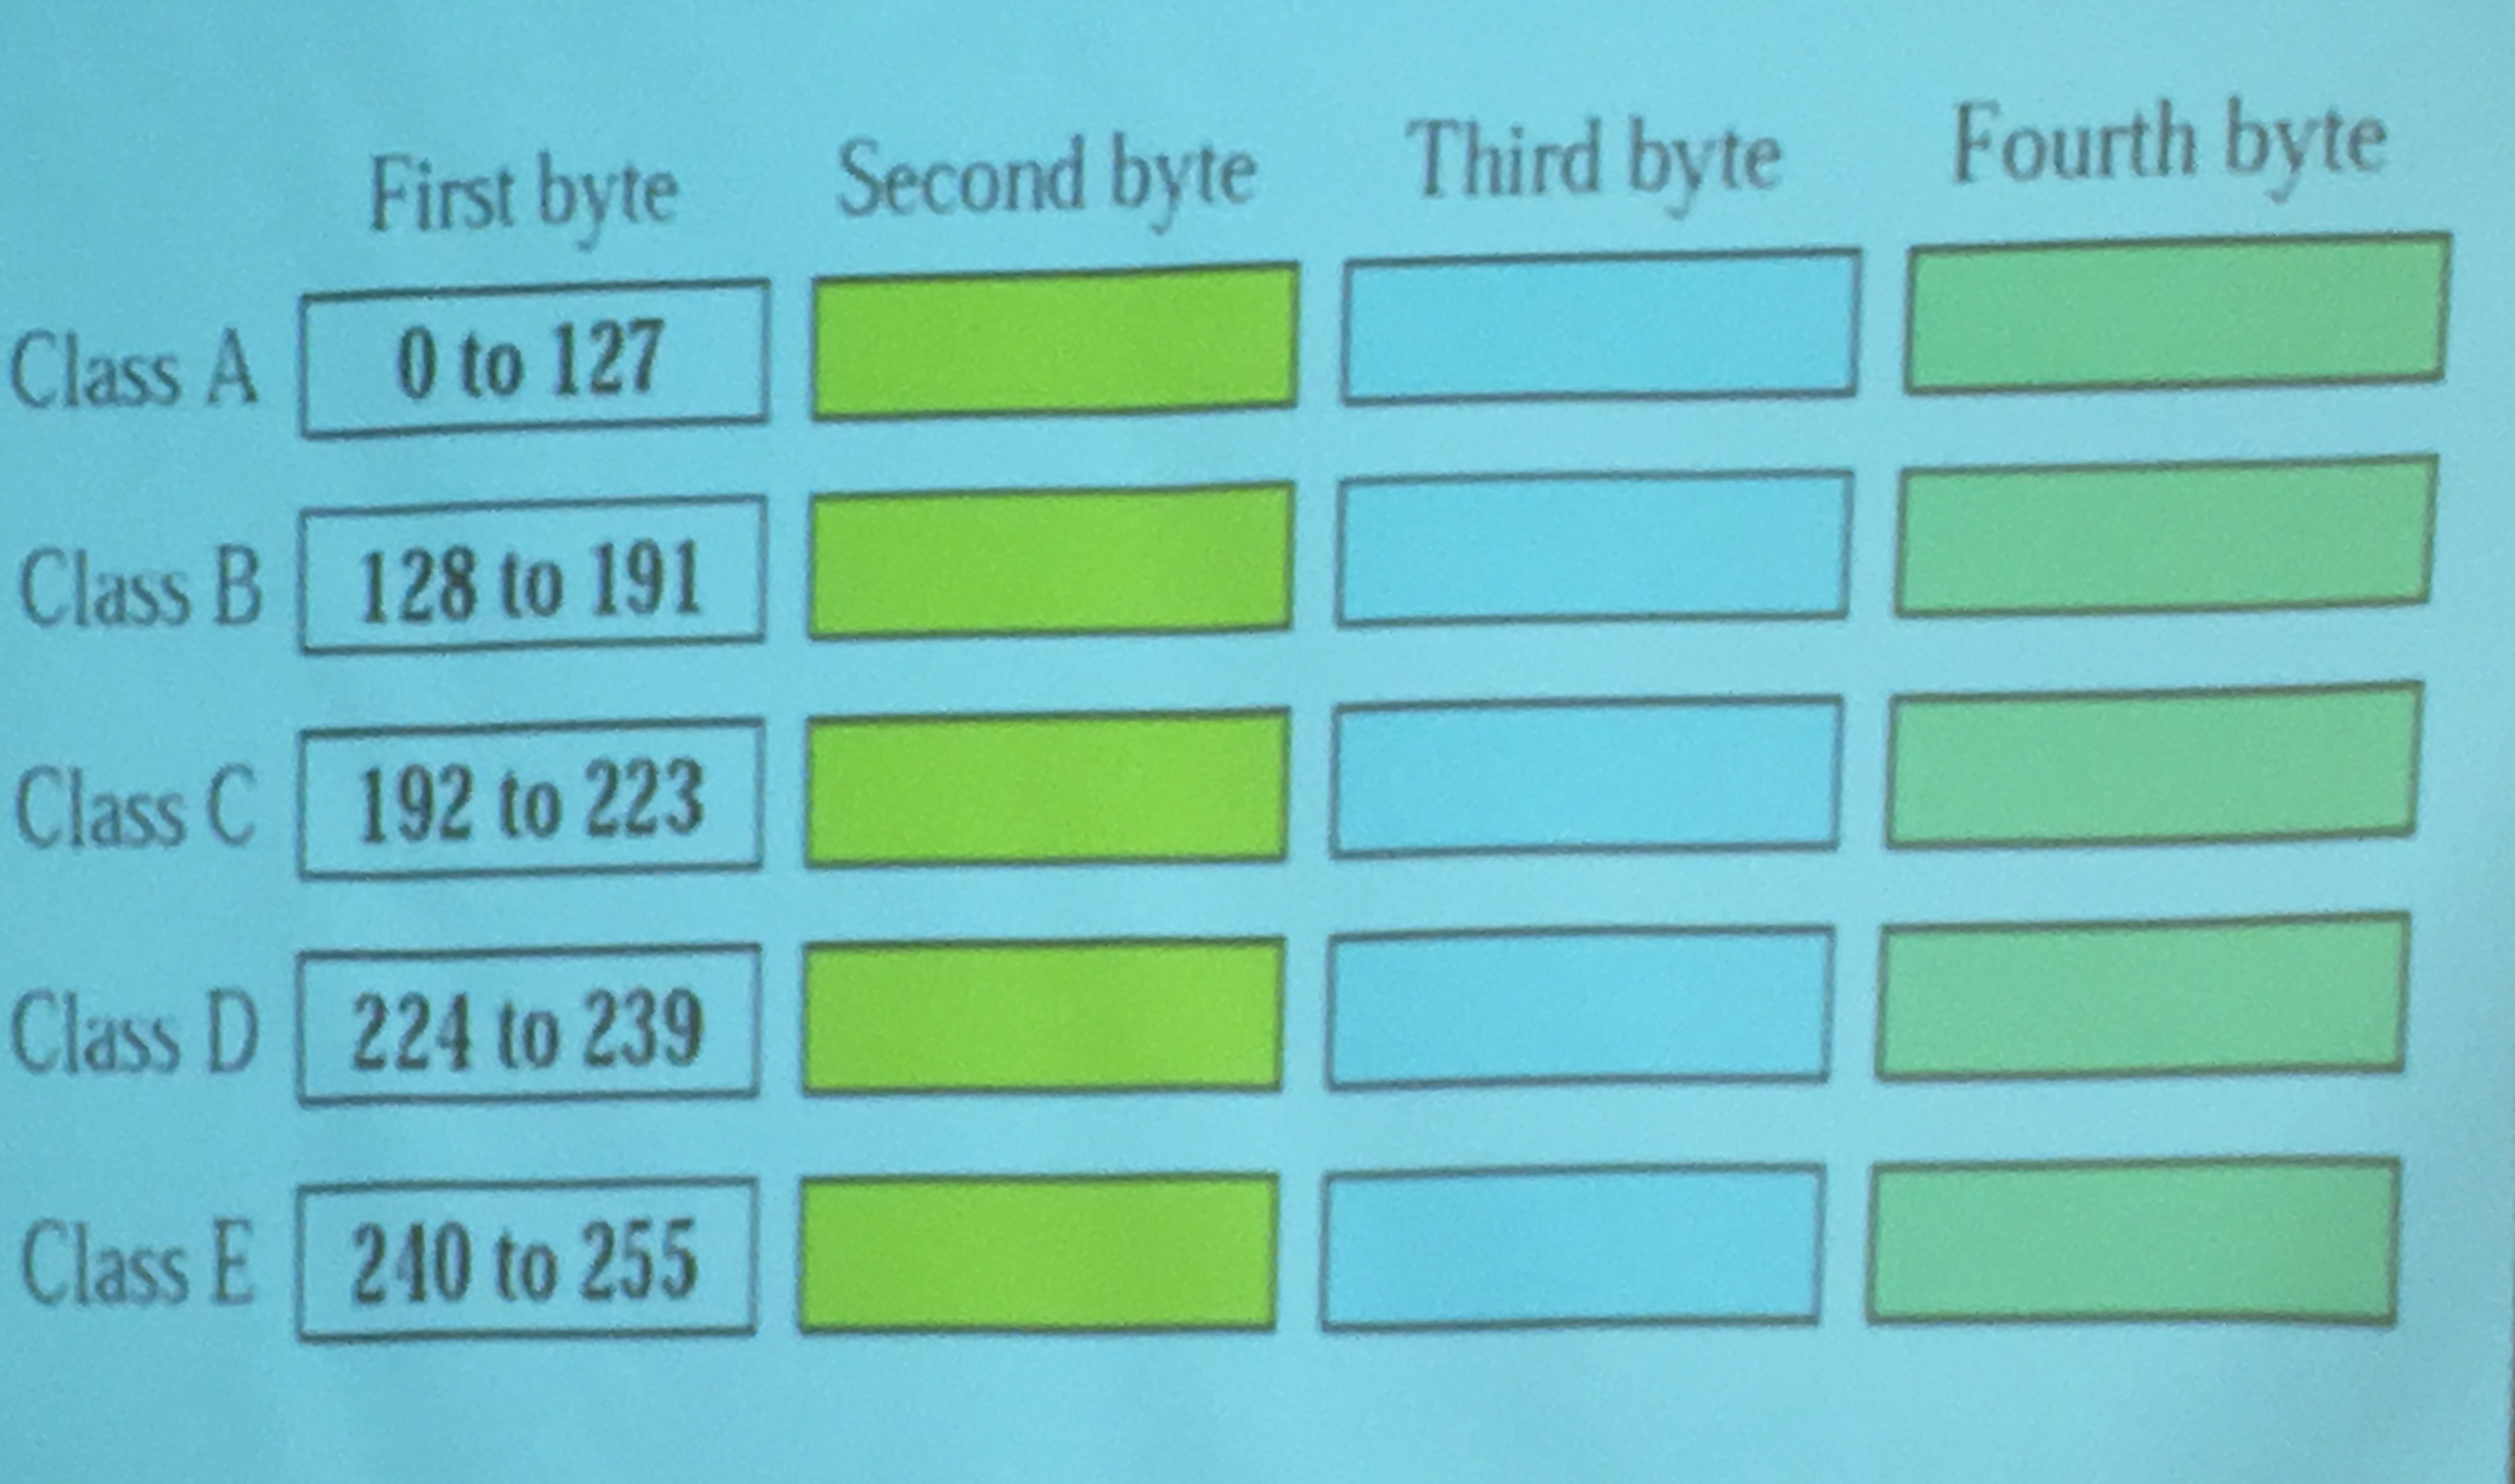 First byte Second byte Third byte Fourth byte
Class A 0 to 127
Class B 128 to 191
Class C 192 to 223
Class D 224 to 239
Class E 240 to 255